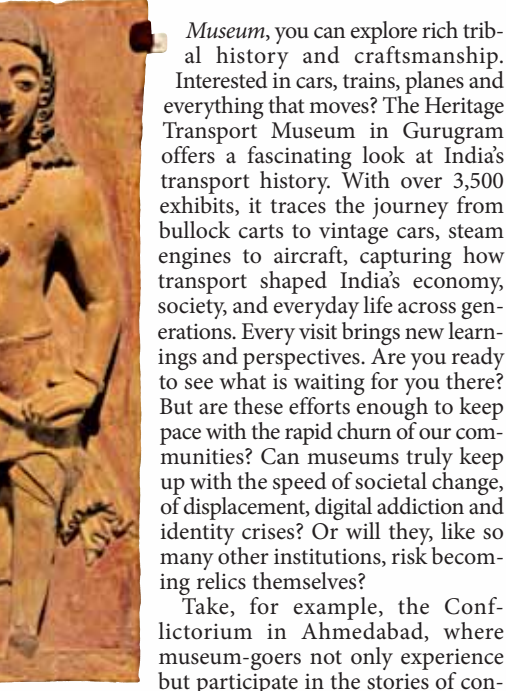 Museum, you can explore rich trib-
al history and craftsmanship.
Interested in cars, trains, planes and
everything that moves? The Heritage
Transport Museum in Gurugram
offers a fascinating look at India's
transport history. With over 3,500
exhibits, it traces the journey from
bullock carts to vintage cars, steam
engines to aircraft, capturing how
transport shaped India's economy,
society, and everyday life across gen-
erations. Every visit brings new learn-
ings and perspectives. Are you ready
to see what is waiting for you there?
But are these efforts enough to keep
pace with the rapid churn of our com-
munities? Can museums truly keep
up with the speed of societal change,
of displacement, digital addiction and
identity crises? Or will they, like so
many other institutions, risk becom-
ing relics themselves?
Take, for example, the Conf-
lictorium in Ahmedabad, where
museum-goers not only experience
but participate in the stories of con-